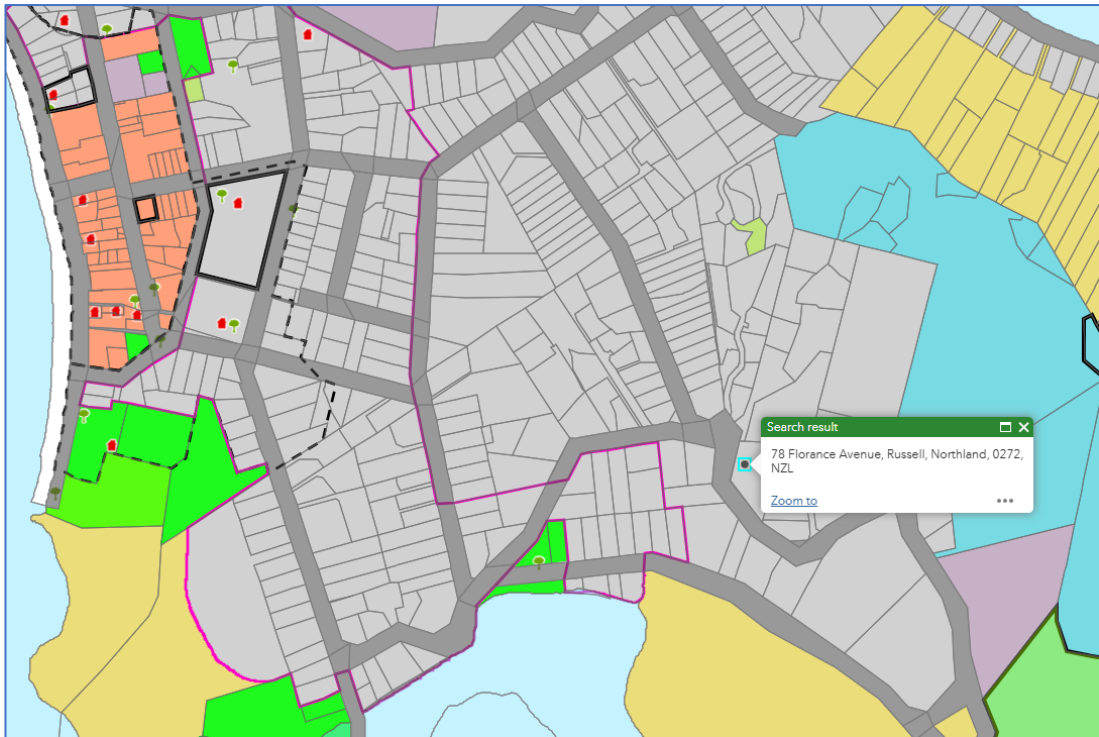 Search result
78 Florance Avenue, Russell, Northland, 0272,
NZL
Zoom to